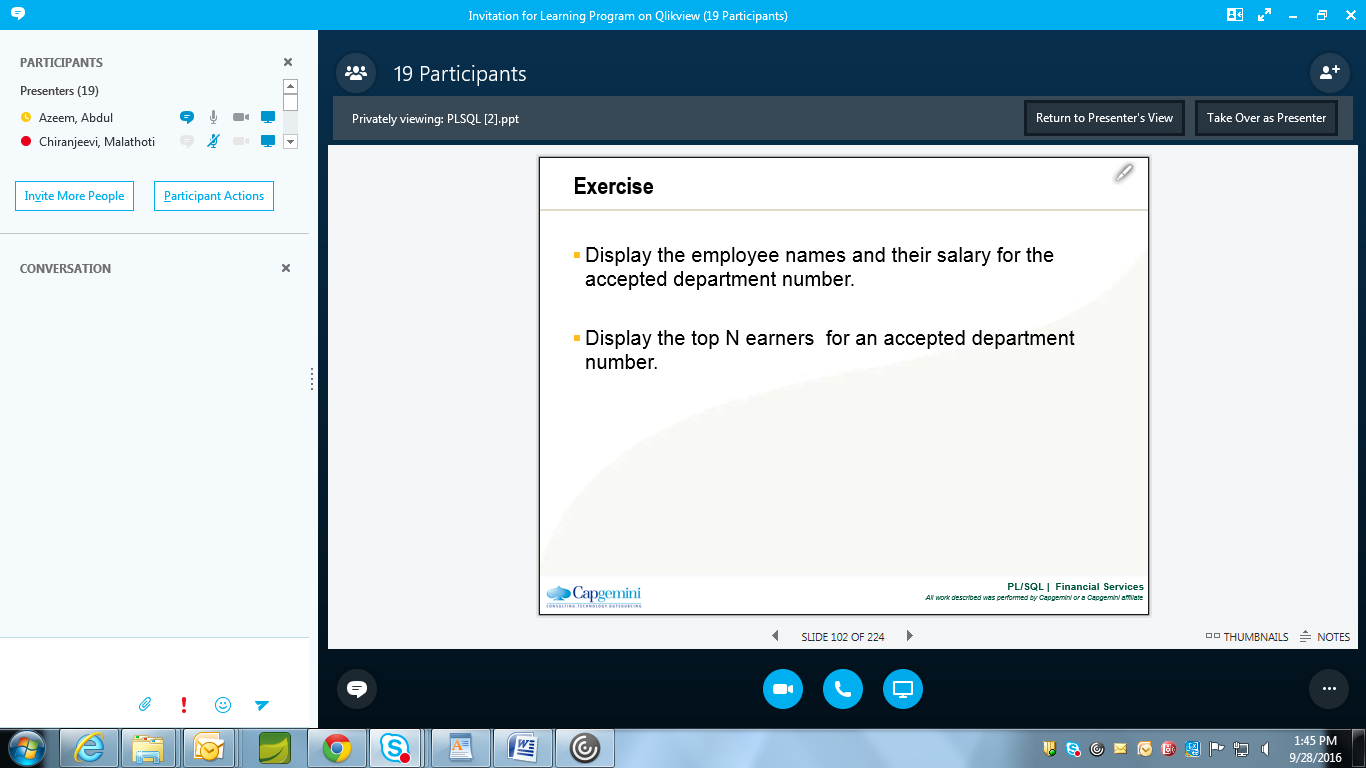 Invitation for Learning Program on Qlikview (19 Participants)
PARTICIPANTS
Presenters (19)
Azeem, Abdul
Chiranjeevi, Malathoti
Invite More People
Participant Actions
CONVERSATION
19 Participants
Privately viewing: PLSQL [2].ppt
Return to Presenter's View
Take Over as Presenter
Exercise
Display the employee names and their salary for the
accepted department number.
Display the top N earners for an accepted department
number.
Capgemini
CONSULTING.TECHNOLOGY.OUTSOURCING
PL/SQL | Financial Services
All work described was performed by Capgemini or a Capgemini affiliate
SLIDE 102 OF 224
THUMBNAILS
NOTES
1:45 PM
9/28/2016